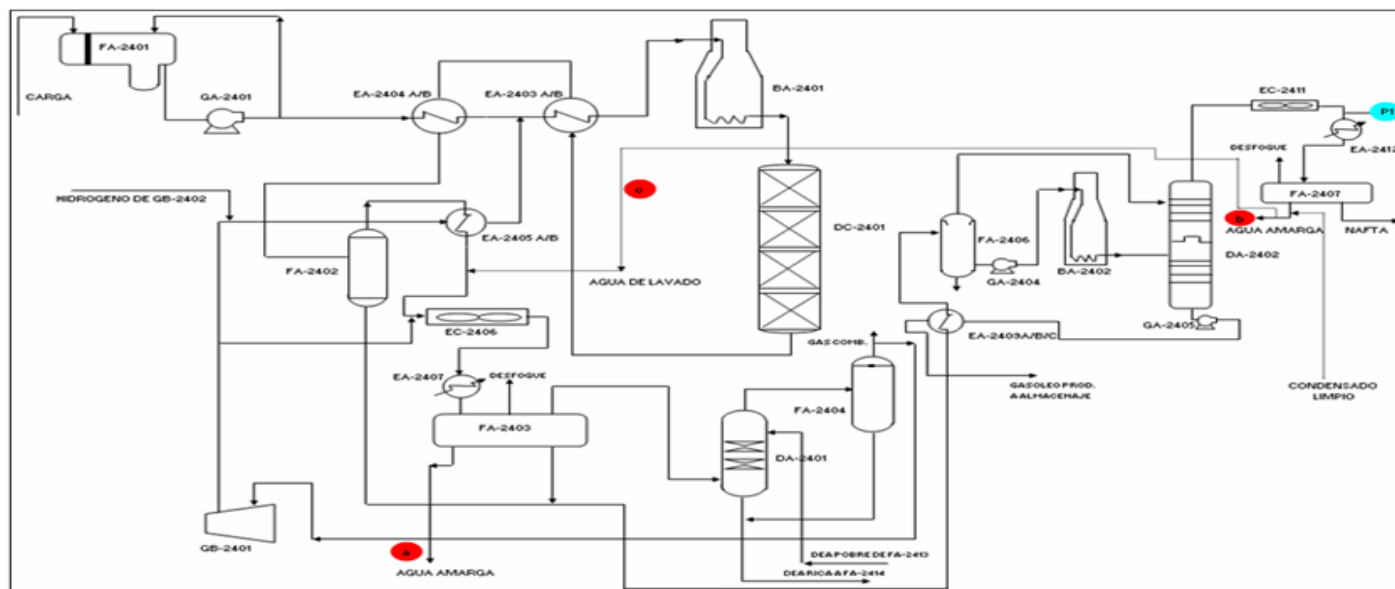 FA-2401
CARGA
GA-2401
EA-2404 A/B
EA-2403 A/B
BA-2401
EC-2411
P1
EA-2412
DESFOGUE
FA-2407
b
AGUA AMARGA
NAFTA
HIDROGENO DE GB-2402
c
EA-2405 A/B
FA-2402
DC-2401
FA-2406
GA-2404
BA-2402
DA-2402
AGUA DE LAVADO
EC-2406
GA-2405
EA-2409A/B/C
GAS COMB.
EA-2407
DESFOGUE
FA-2404
GASOLEO PROD.
A ALMACENAJE
CONDENSADO
LIMPIO
FA-2403
DA-2401
GB-2401
a
AGUA AMARGA
DEA POBRE DE FA-2413
DEA RICA A FA-2414